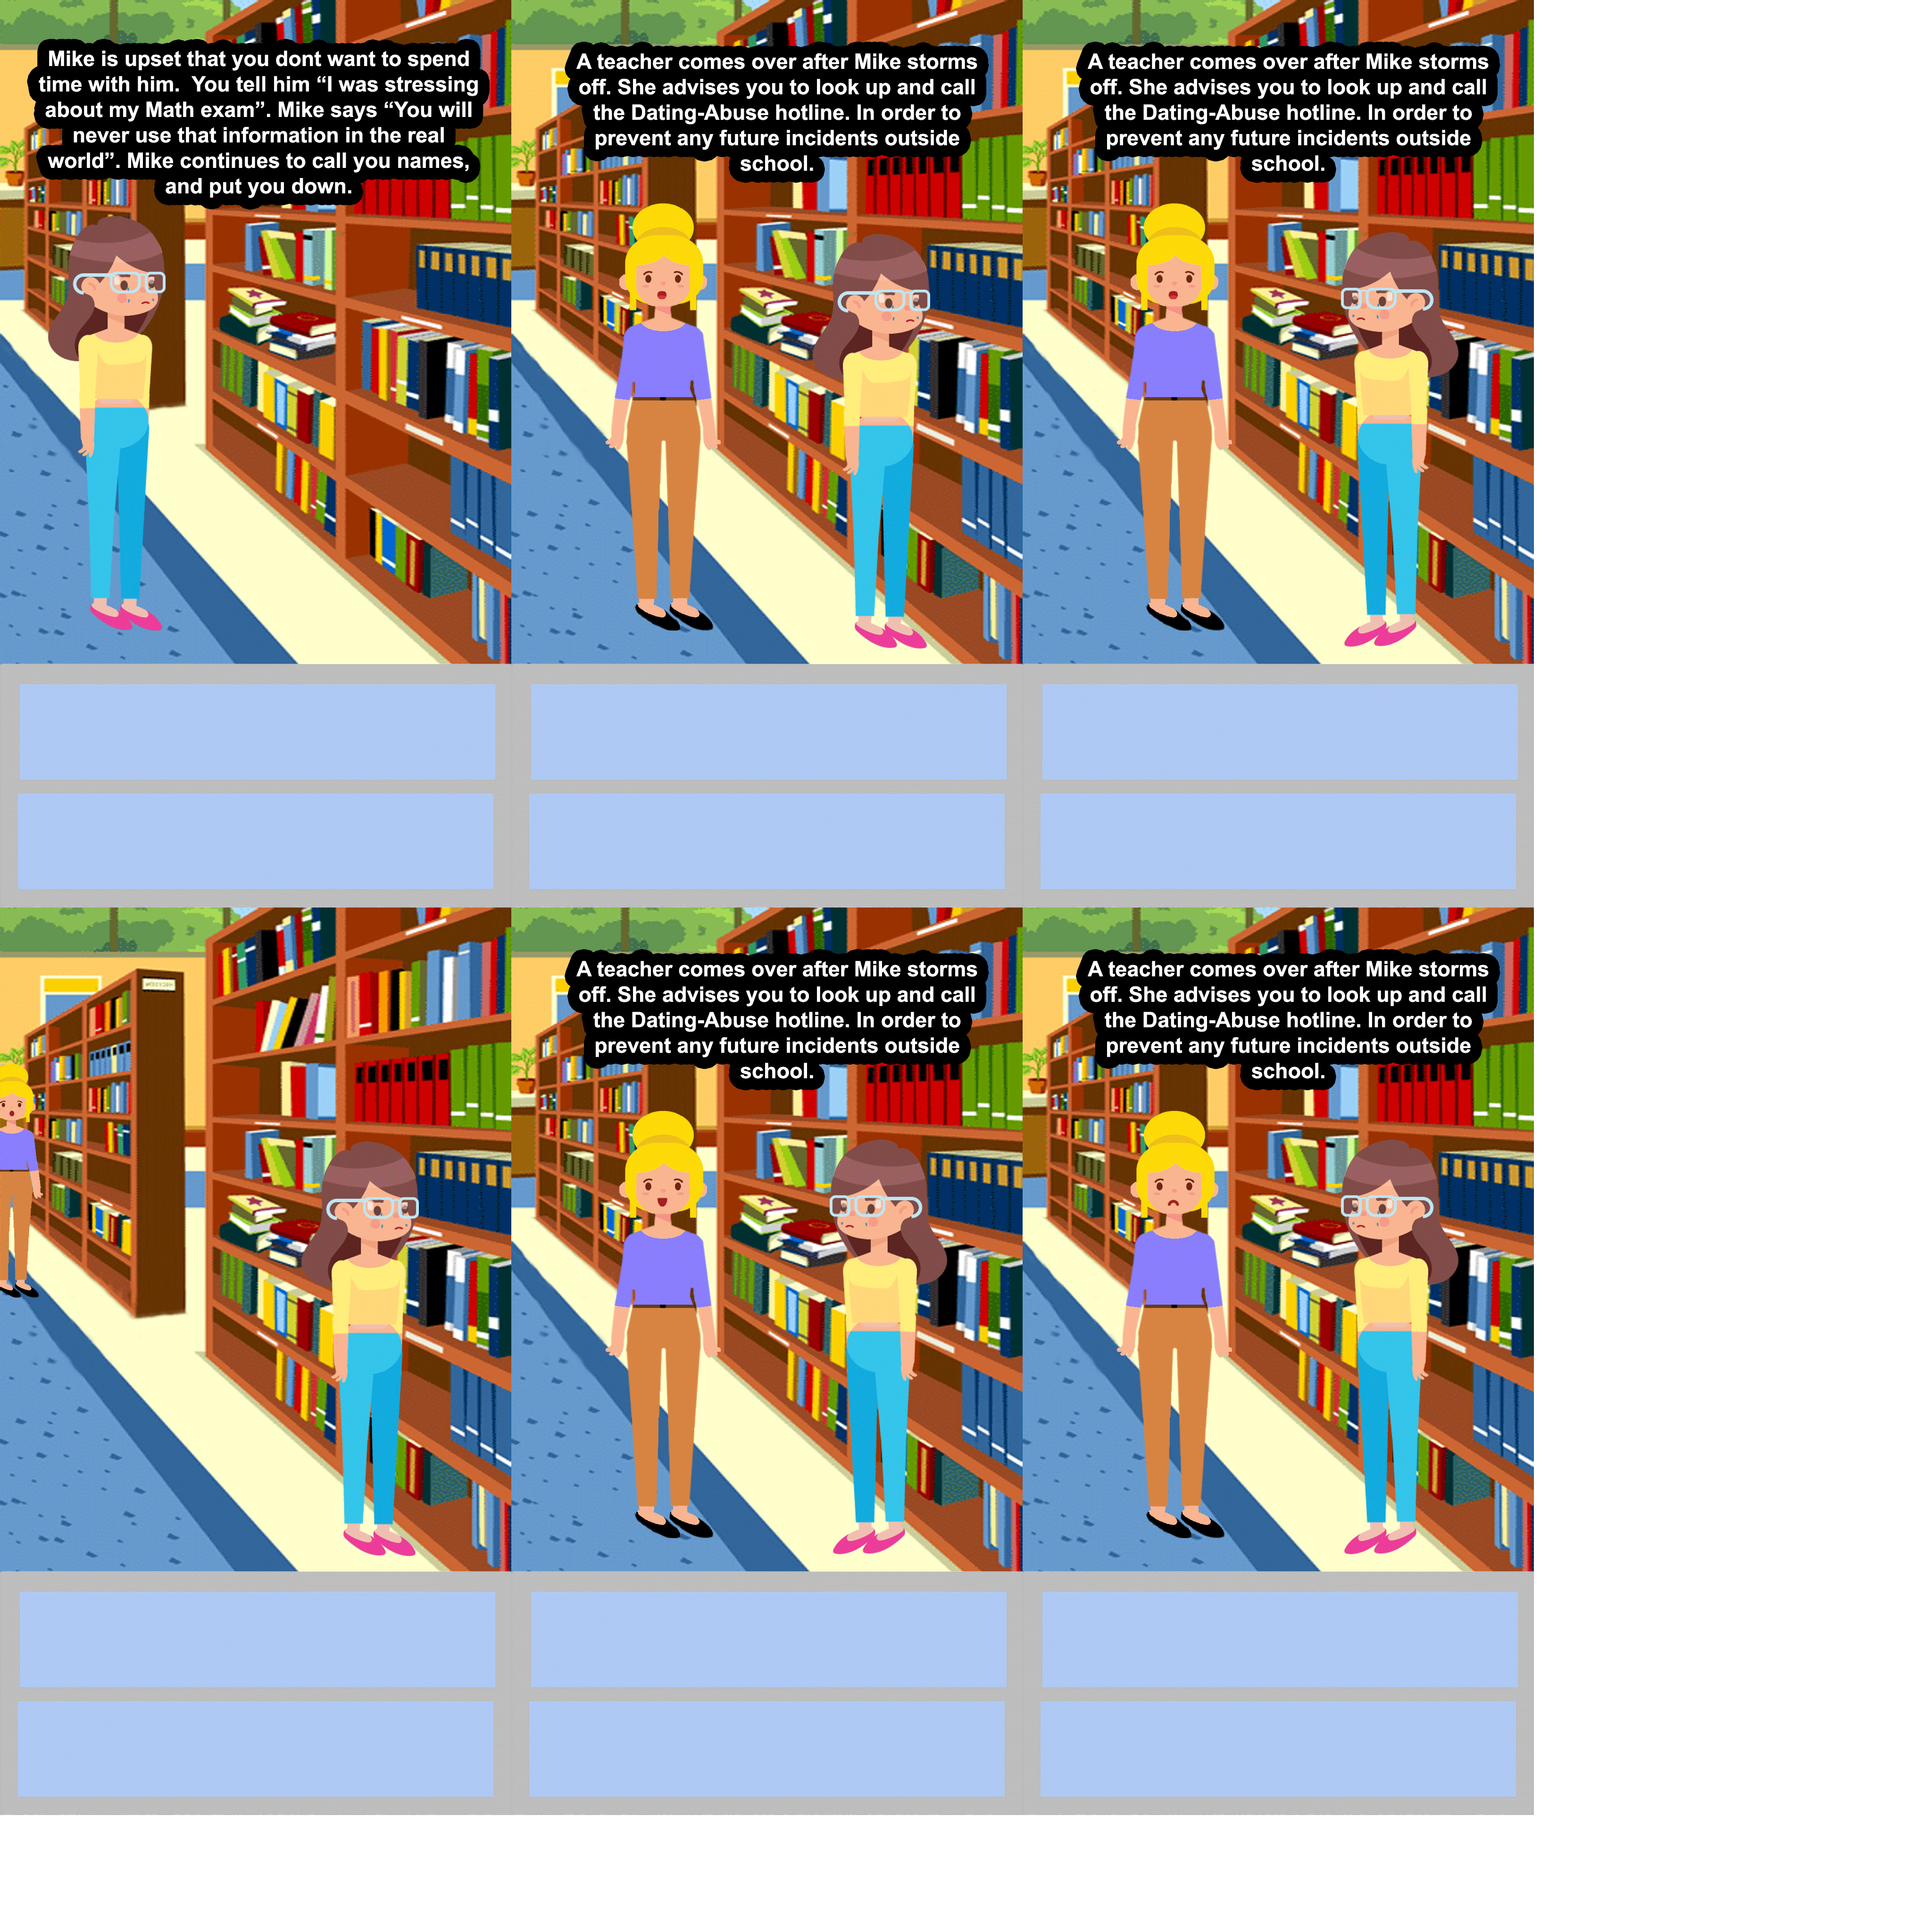 Mike is upset that you dont want to spend
time with him.  You tell him “I was stressing
about my Math exam”. Mike says “You will
never use that information in the real
world”. Mike continues to call you names,
and put you down.
A teacher comes over after Mike storms
off. She advises you to look up and call
the Dating-Abuse hotline. In order to
prevent any future incidents outside
school.
A teacher comes over after Mike storms
off. She advises you to look up and call
the Dating-Abuse hotline. In order to
prevent any future incidents outside
school.
A teacher comes over after Mike storms
off. She advises you to look up and call
the Dating-Abuse hotline. In order to
prevent any future incidents outside
school.
A teacher comes over after Mike storms
off. She advises you to look up and call
the Dating-Abuse hotline. In order to
prevent any future incidents outside
school.